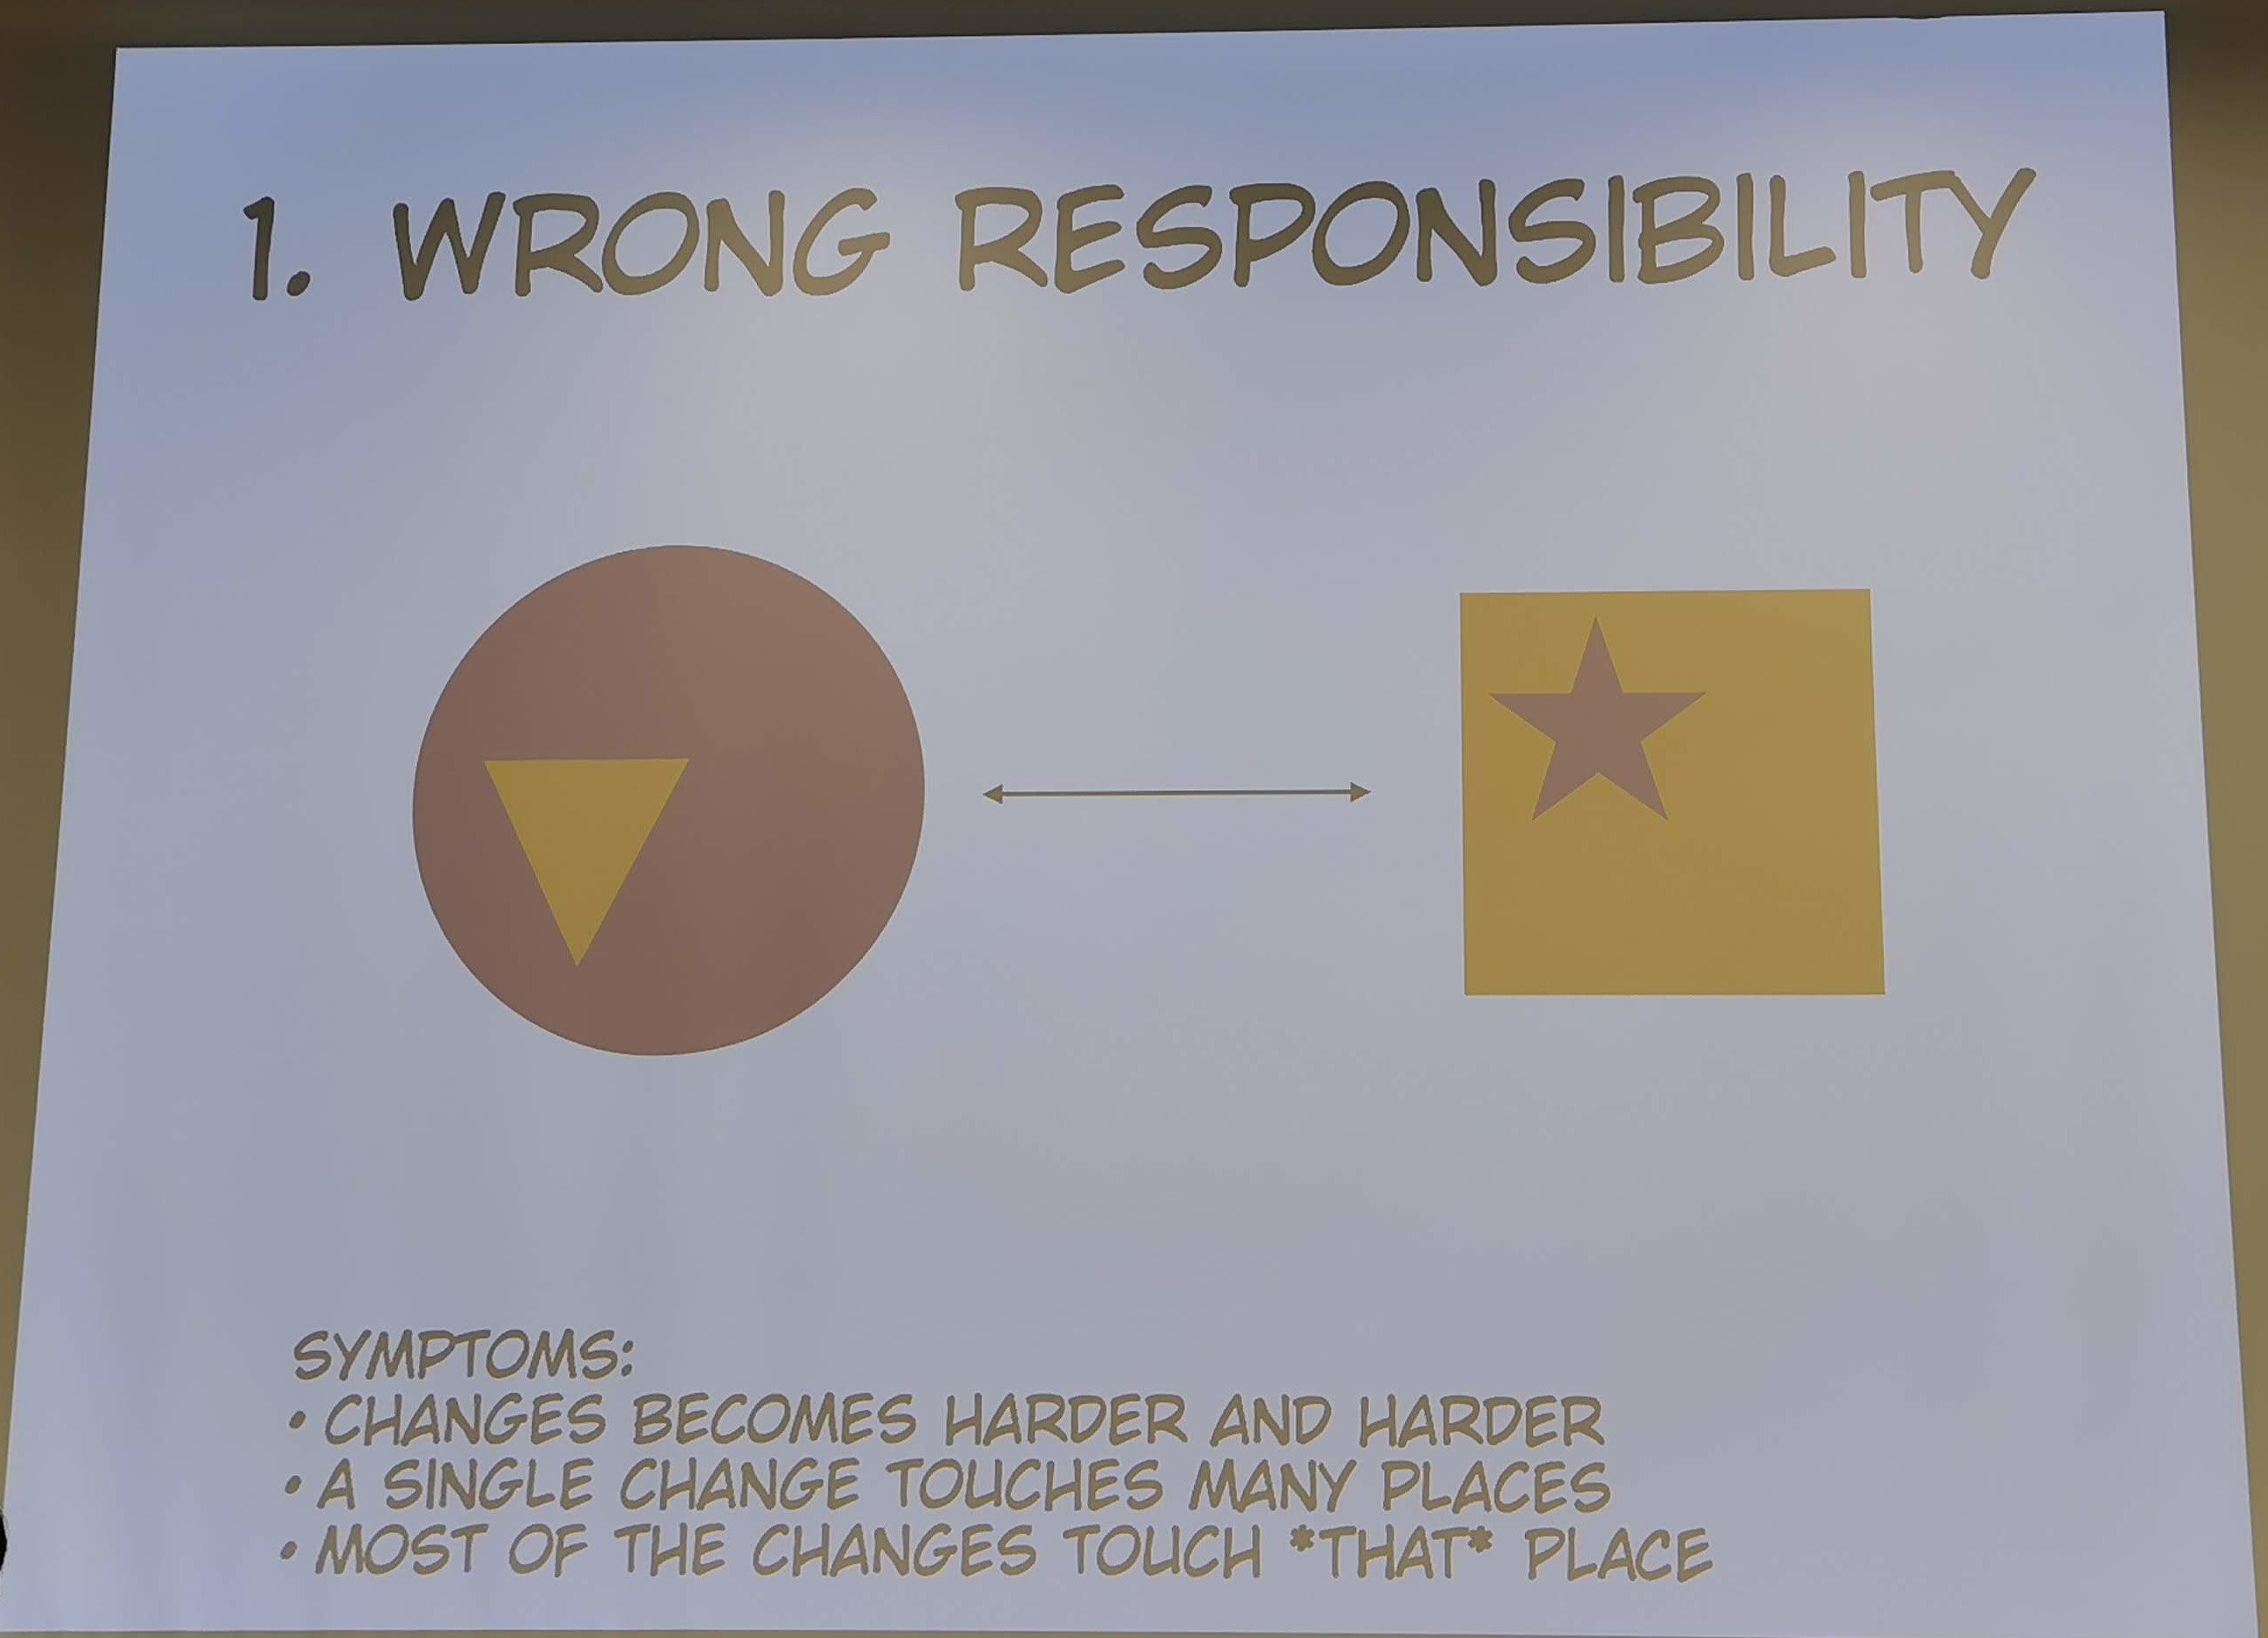 1. WRONG RESPONSIBILITY
SYMPTOMS:
• CHANGES BECOMES HARDER AND HARDER
• A SINGLE CHANGE TOUCHES MANY PLACES
• MOST OF THE CHANGES TOUCH *THAT* PLACE